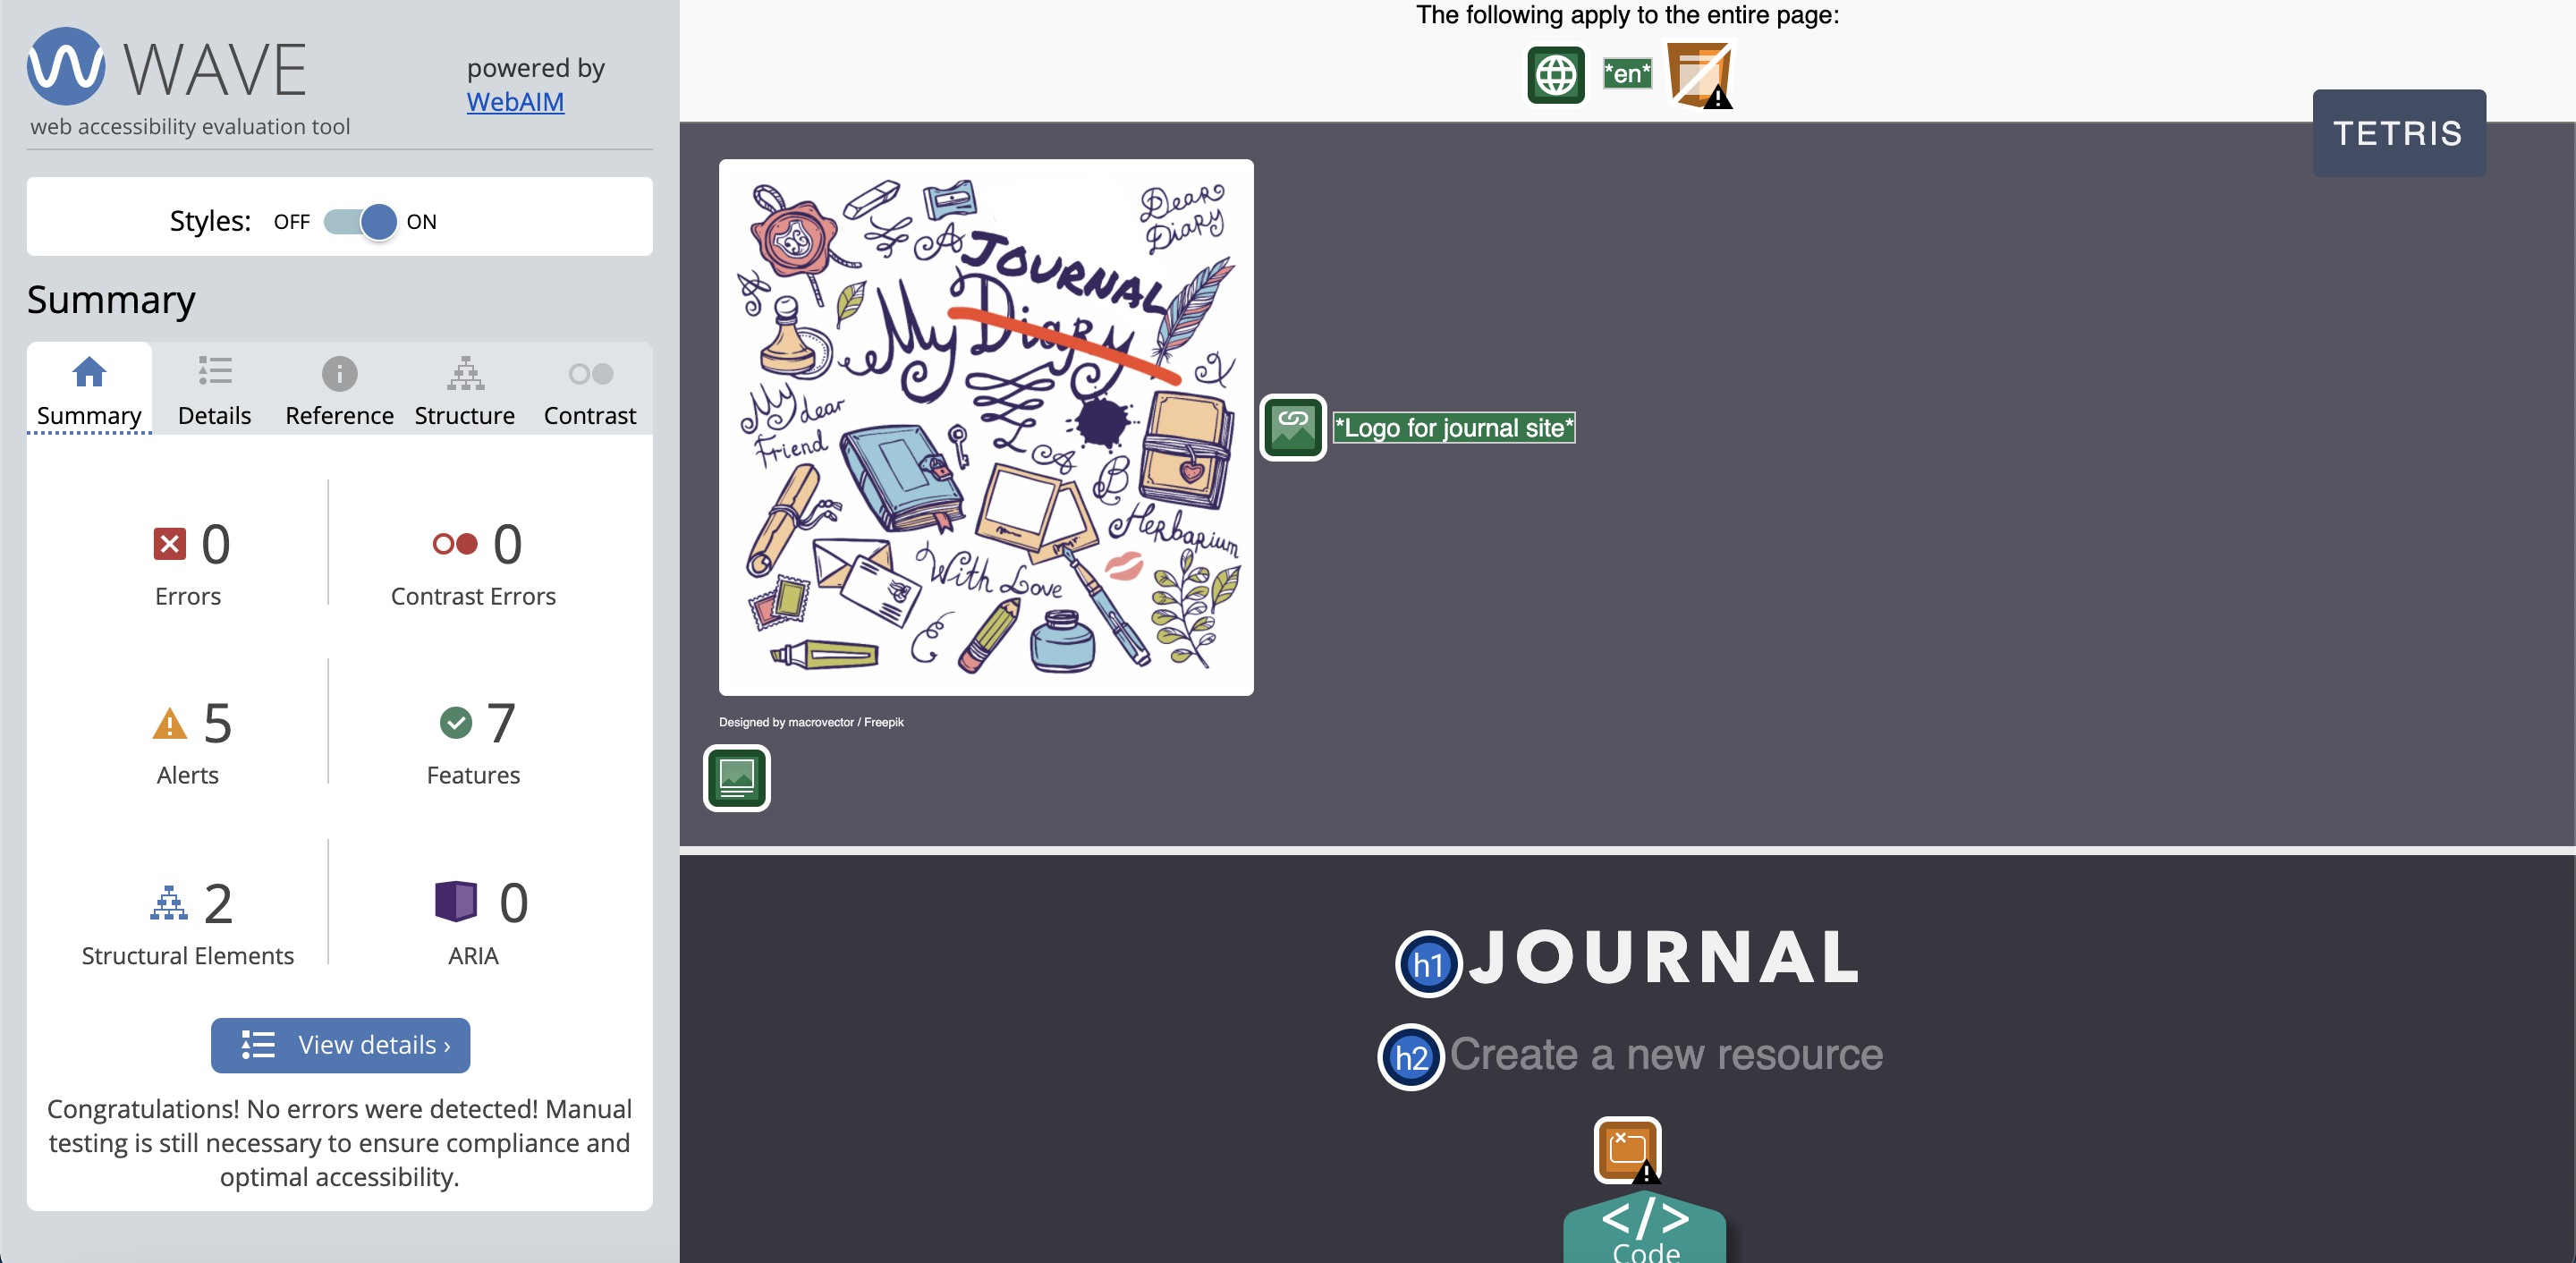 WAVE
powered by
WebAIM
web accessibility evaluation tool
Styles: OFF ON
Summary
Summary Details Reference Structure Contrast
0 Errors
0 Contrast Errors
5 Alerts
7 Features
2 Structural Elements
0 ARIA
View details ›
Congratulations! No errors were detected! Manual
testing is still necessary to ensure compliance and
optimal accessibility.
The following apply to the entire page:
*en*
TETRIS
Dear
Diary
A
JOURNAL
My Diary
My dear
Friend
L
A
B
Herbarium
With Love
*Logo for journal site*
Designed by macrovector / Freepik
h1 JOURNAL
h2 Create a new resource
</>
Code